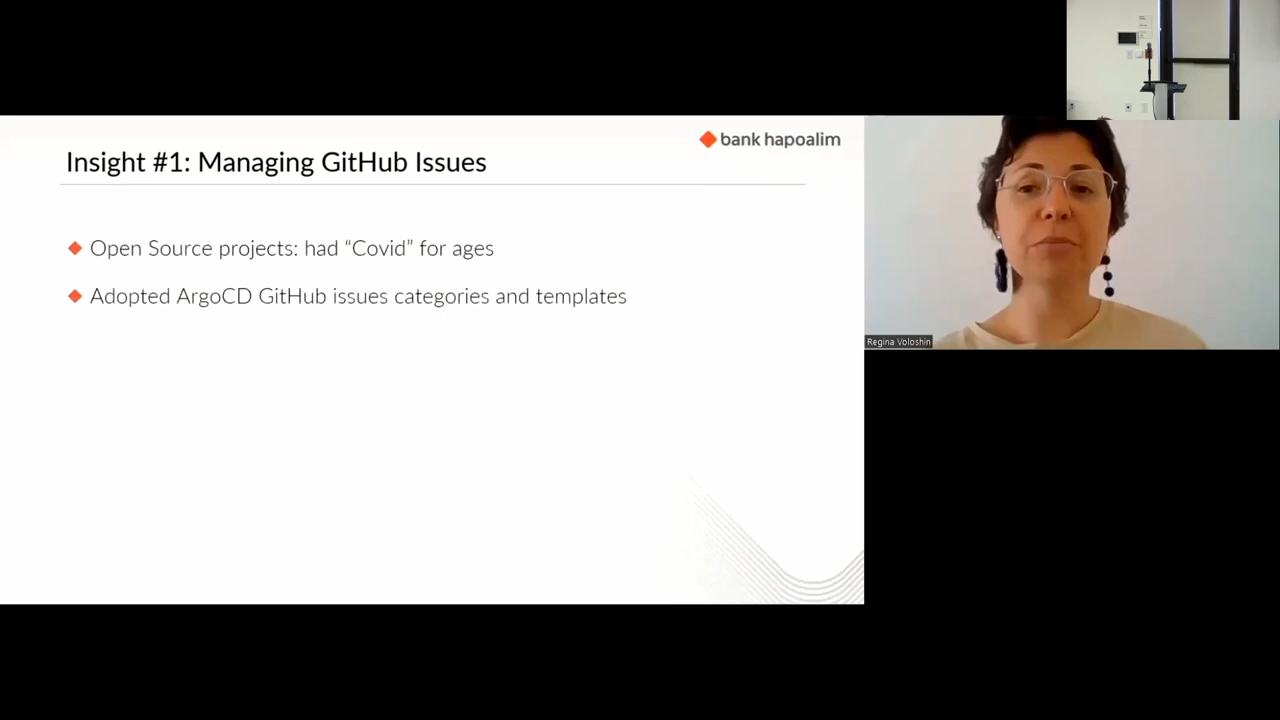 bank hapoalim
Insight #1: Managing GitHub Issues
Open Source projects: had “Covid” for ages
Adopted ArgoCD GitHub issues categories and templates
Regina Voloshin